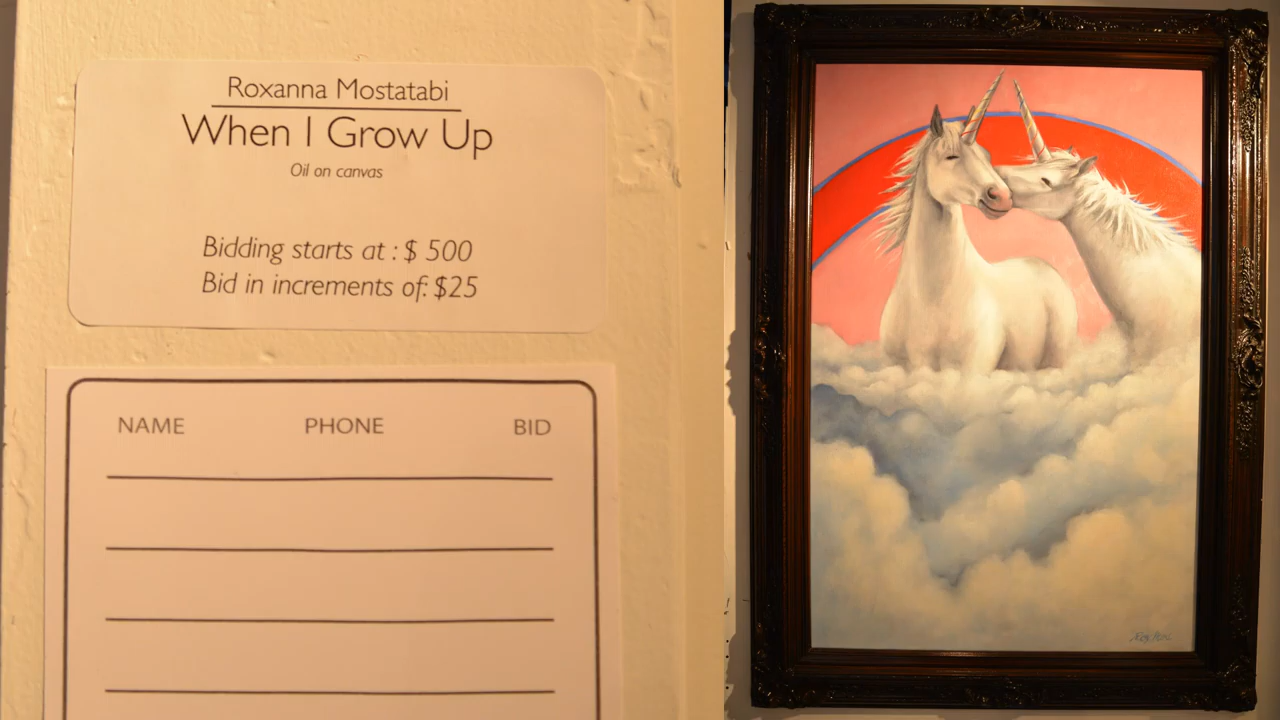 Roxanna Mostatabi
When I Grow Up
Oil on canvas
Bidding starts at : $ 500
Bid in increments of: $25
NAME PHONE BID